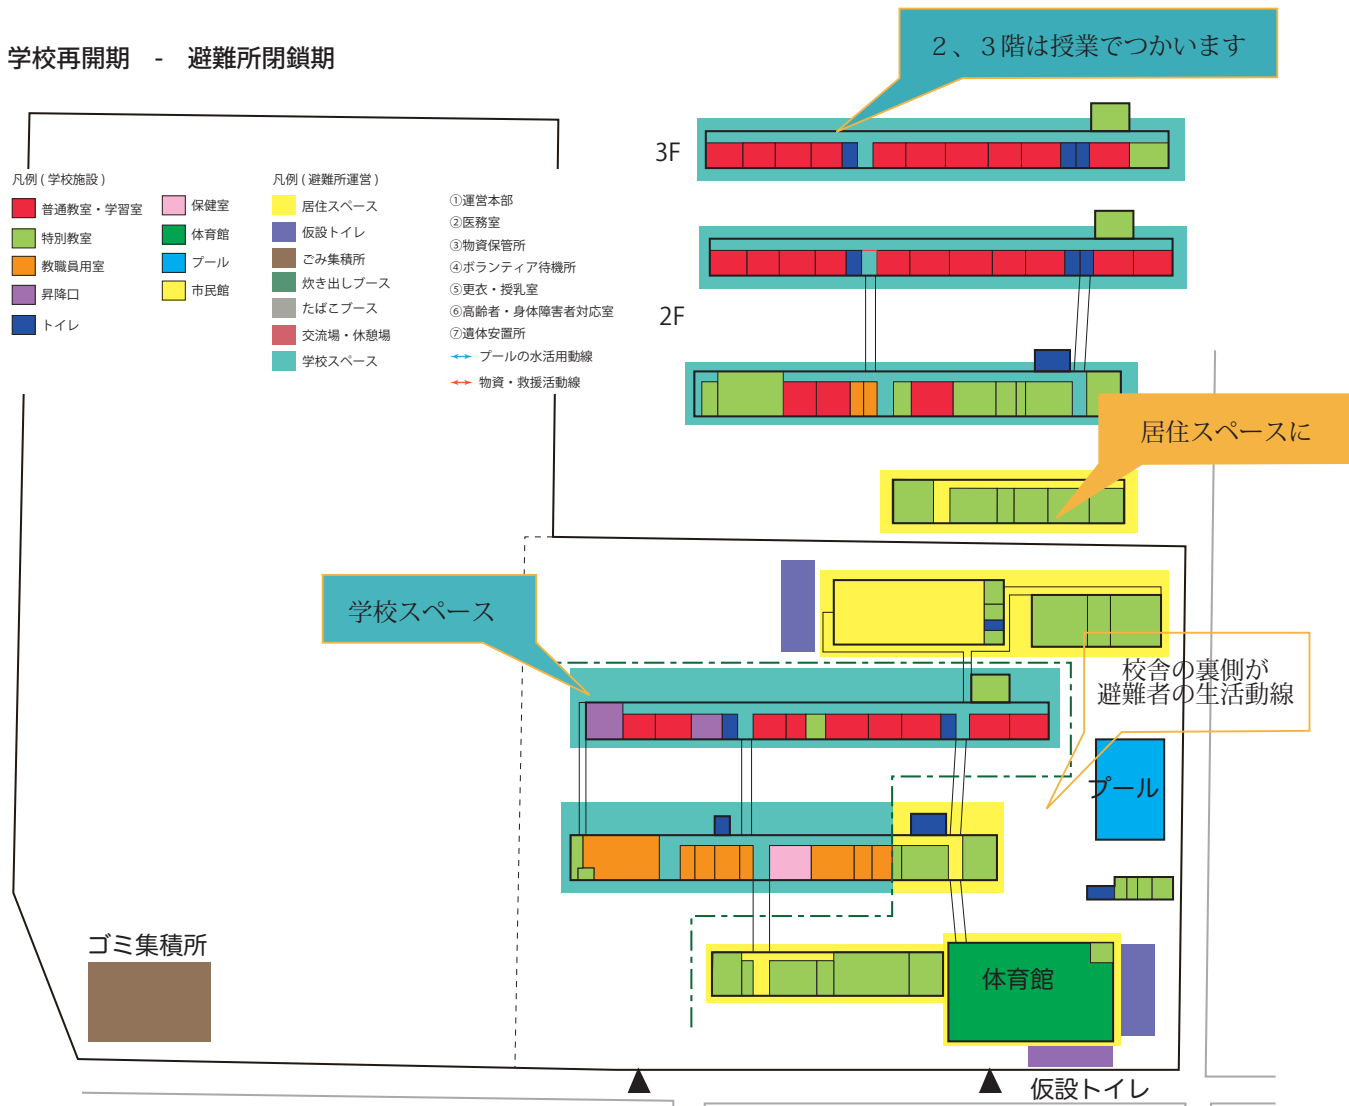 学校再開期 - 避難所閉鎖期
２、３階は授業でつかいます
3F
凡例 ( 学校施設 )
普通教室・学習室
特別教室
教職員用室
昇降口
トイレ
保健室
体育館
プール
市民館
凡例 ( 避難所運営 )
居住スペース
仮設トイレ
ごみ集積所
炊き出しブース
たばこブース
交流場・休憩場
学校スペース
①運営本部
②医務室
③物資保管所
④ボランティア待機所
⑤更衣・授乳室
⑥高齢者・身体障害者対応室
⑦遺体安置所
プールの水活用動線
物資・救援活動線
2F
居住スペースに
学校スペース
校舎の裏側が
避難者の生活動線
プール
ゴミ集積所
体育館
仮設トイレ